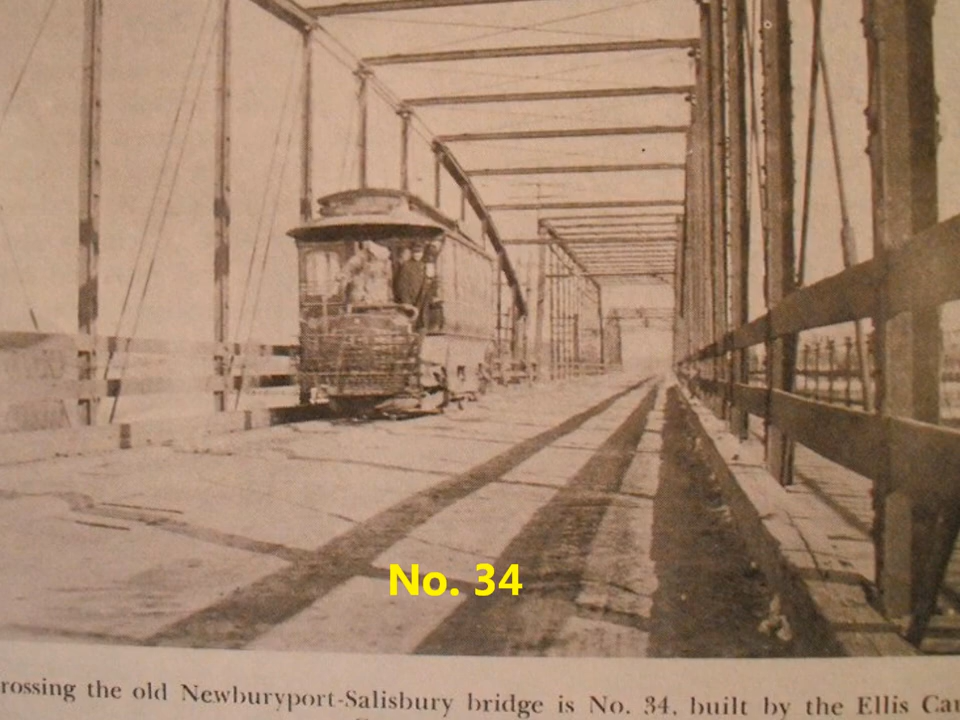 No. 34
rossing the old Newburyport-Salisbury bridge is No. 34, built by the Ellis Ca